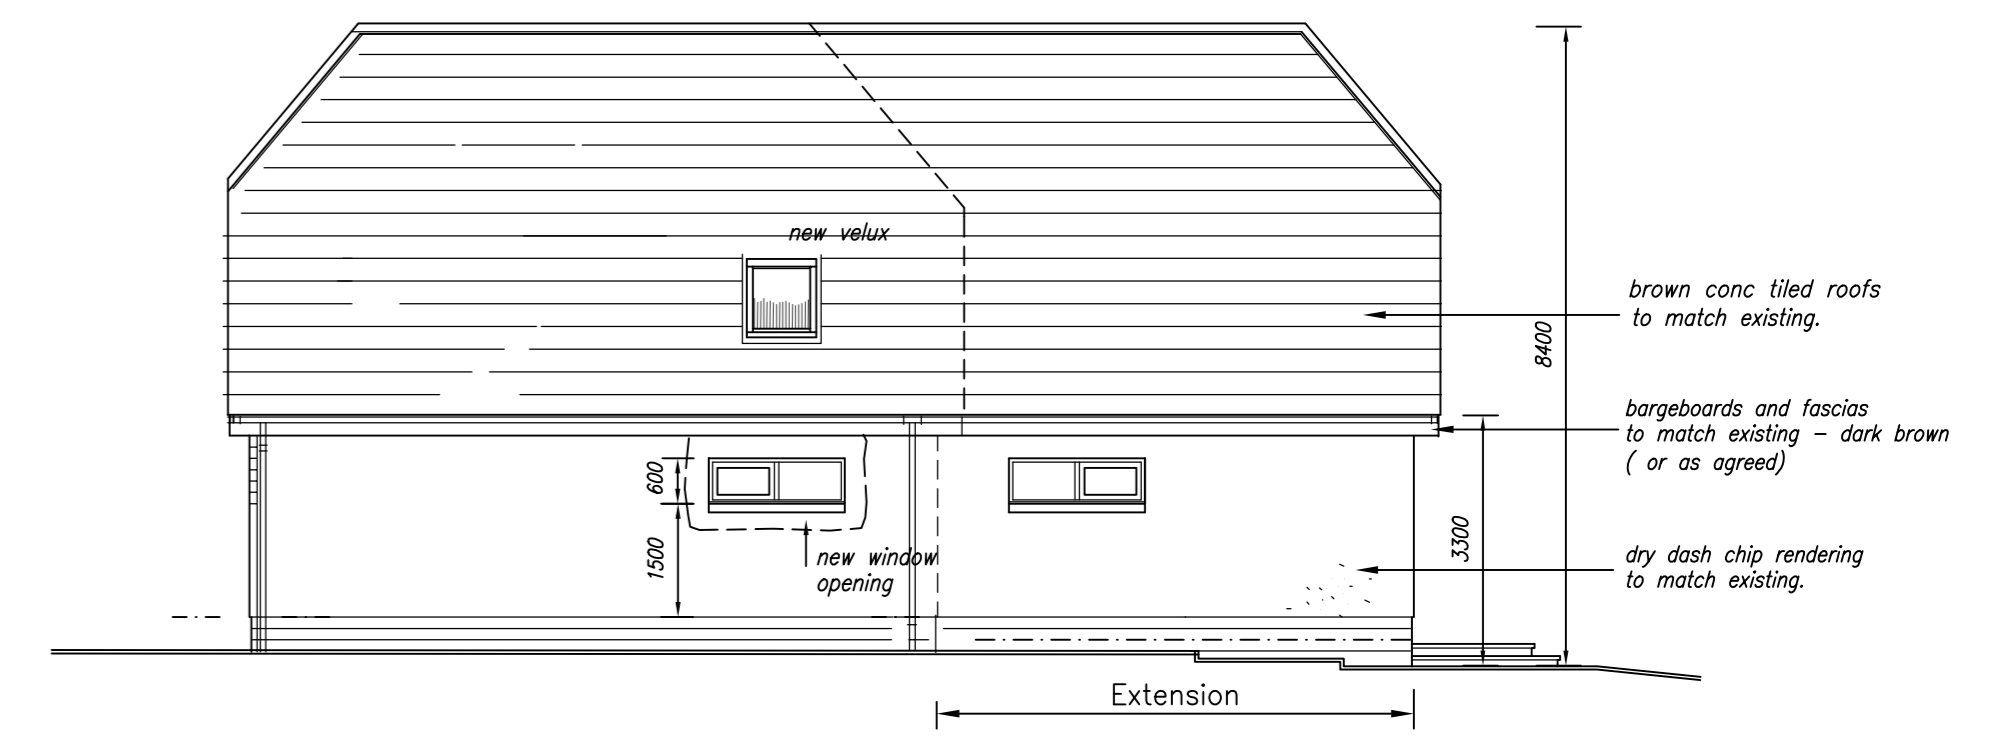 new velux
brown conc tiled roofs
to match existing.
8400
bargeboards and fascias
to match existing – dark brown
( or as agreed)
600
1500
new window
opening
3300
dry dash chip rendering
to match existing.
Extension